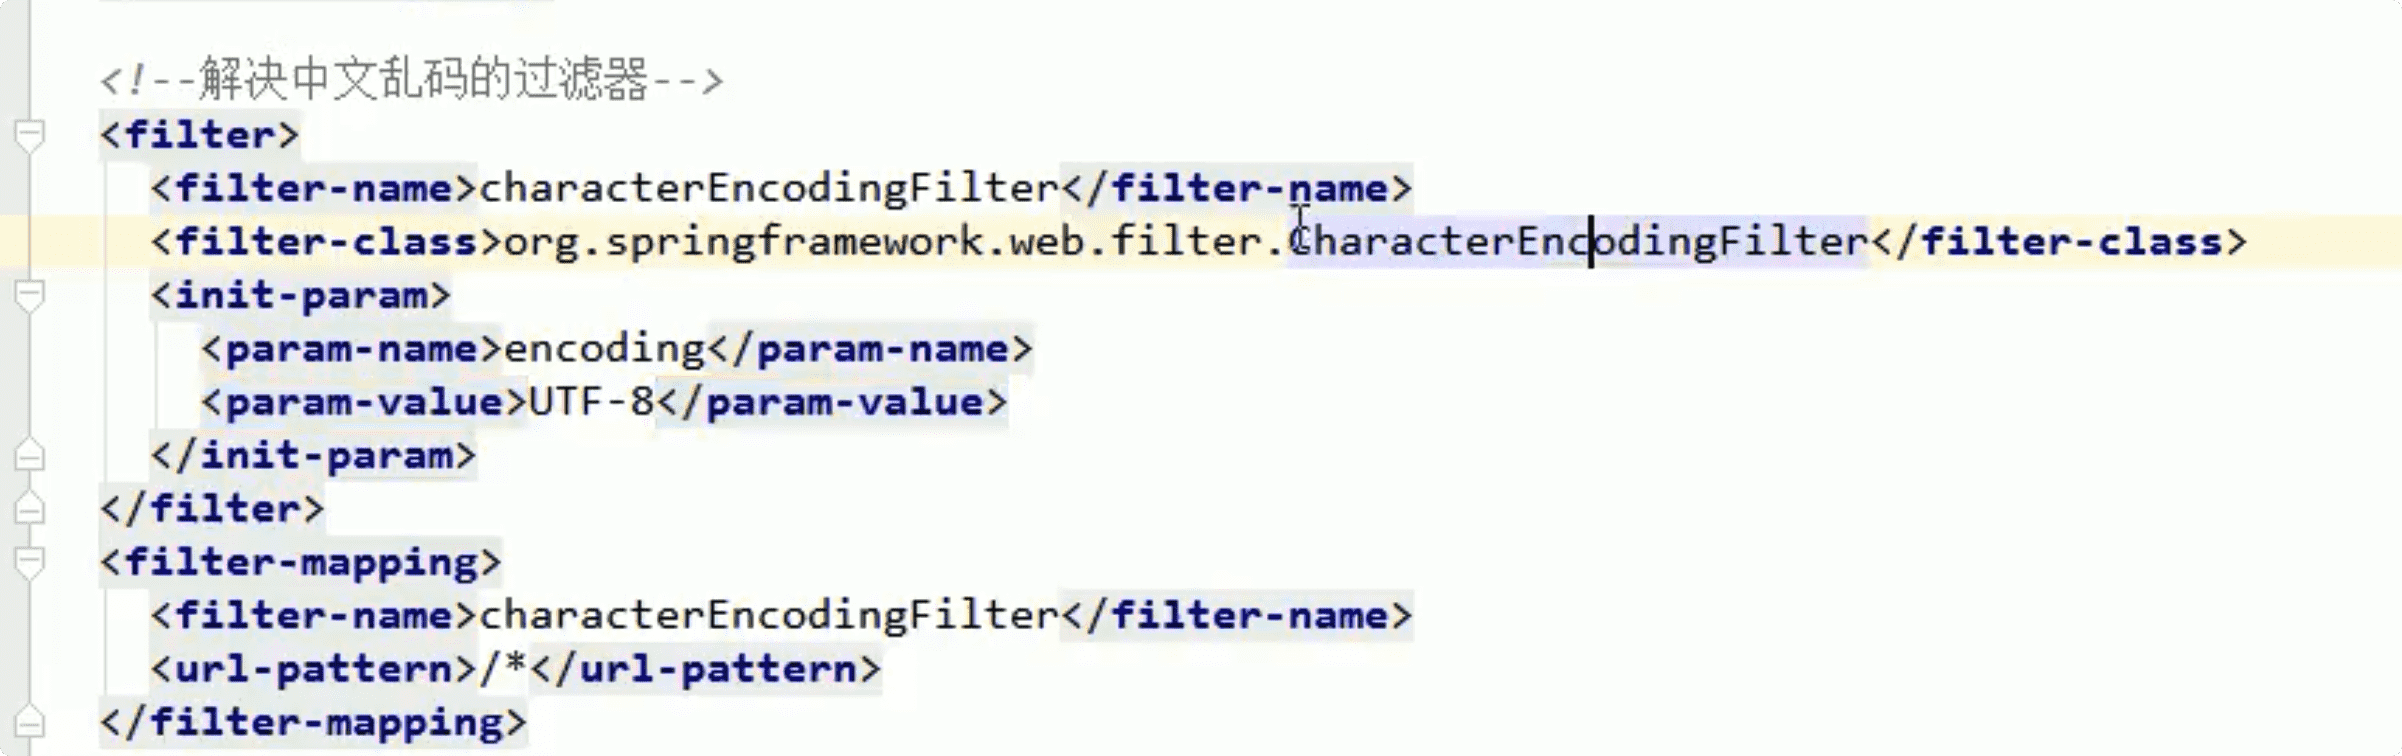 <!--解决中文乱码的过滤器-->
<filter>
<filter-name>characterEncodingFilter</filter-name>
<filter-class>org.springframework.web.filter.CharacterEncodingFilter</filter-class>
<init-param>
<param-name>encoding</param-name>
<param-value>UTF-8</param-value>
</init-param>
</filter>
<filter-mapping>
<filter-name>characterEncodingFilter</filter-name>
<url-pattern>/*</url-pattern>
</filter-mapping>